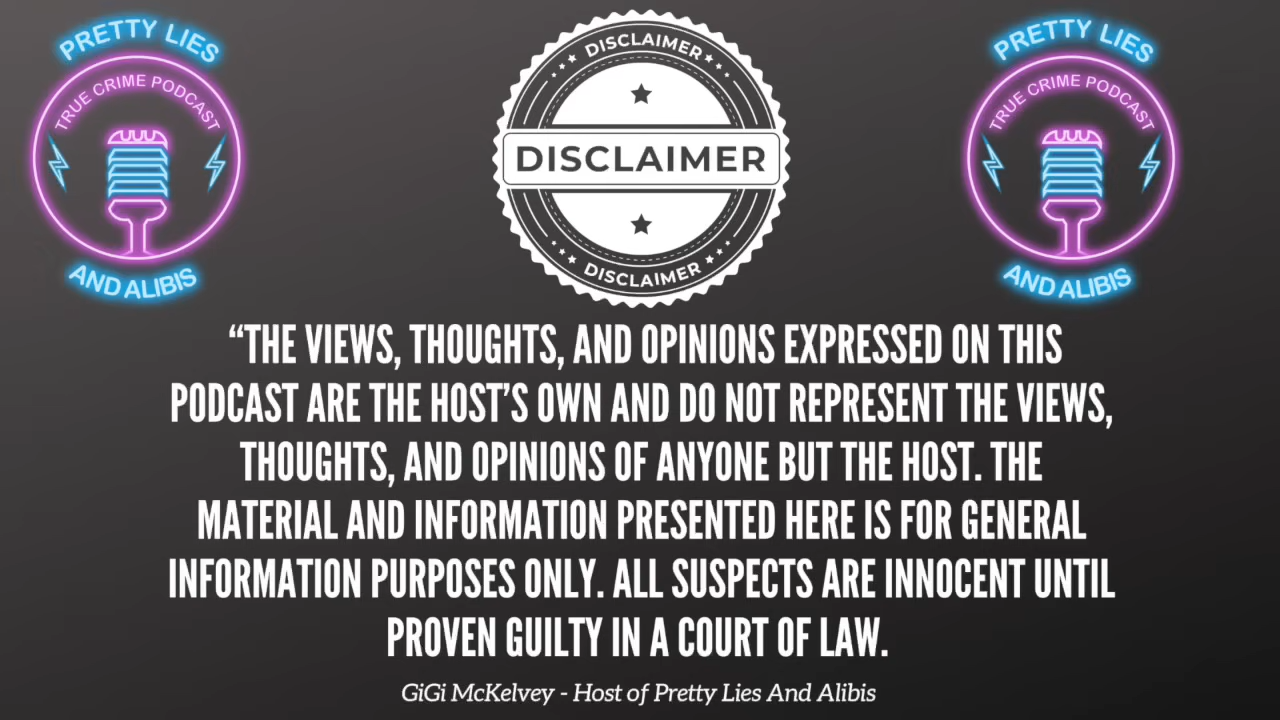 PRETTY LIES
TRUE CRIME PODCAST
AND ALIBIS
DISCLAIMER
DISCLAIMER
DISCLAIMER
PRETTY LIES
TRUE CRIME PODCAST
AND ALIBIS
“THE VIEWS, THOUGHTS, AND OPINIONS EXPRESSED ON THIS
PODCAST ARE THE HOST’S OWN AND DO NOT REPRESENT THE VIEWS,
THOUGHTS, AND OPINIONS OF ANYONE BUT THE HOST. THE
MATERIAL AND INFORMATION PRESENTED HERE IS FOR GENERAL
INFORMATION PURPOSES ONLY. ALL SUSPECTS ARE INNOCENT UNTIL
PROVEN GUILTY IN A COURT OF LAW.
GiGi McKelvey - Host of Pretty Lies And Alibis